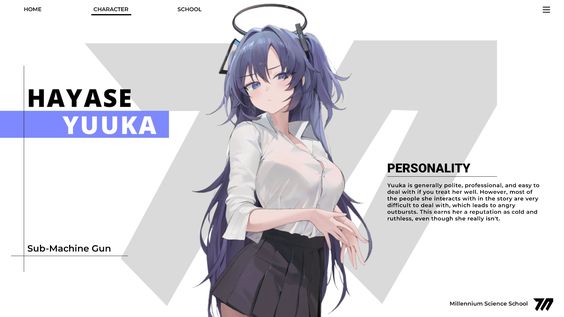 HOME
CHARACTER
SCHOOL
HAYASE
YUUKA
PERSONALITY
Yuuka is generally polite, professional, and easy to
deal with if you treat her well. However, most of
the people she interacts with in the story are very
difficult to deal with, which leads to angry
outbursts. This earns her a reputation as cold and
ruthless, even though she really isn't.
Sub-Machine Gun
Millennium Science School